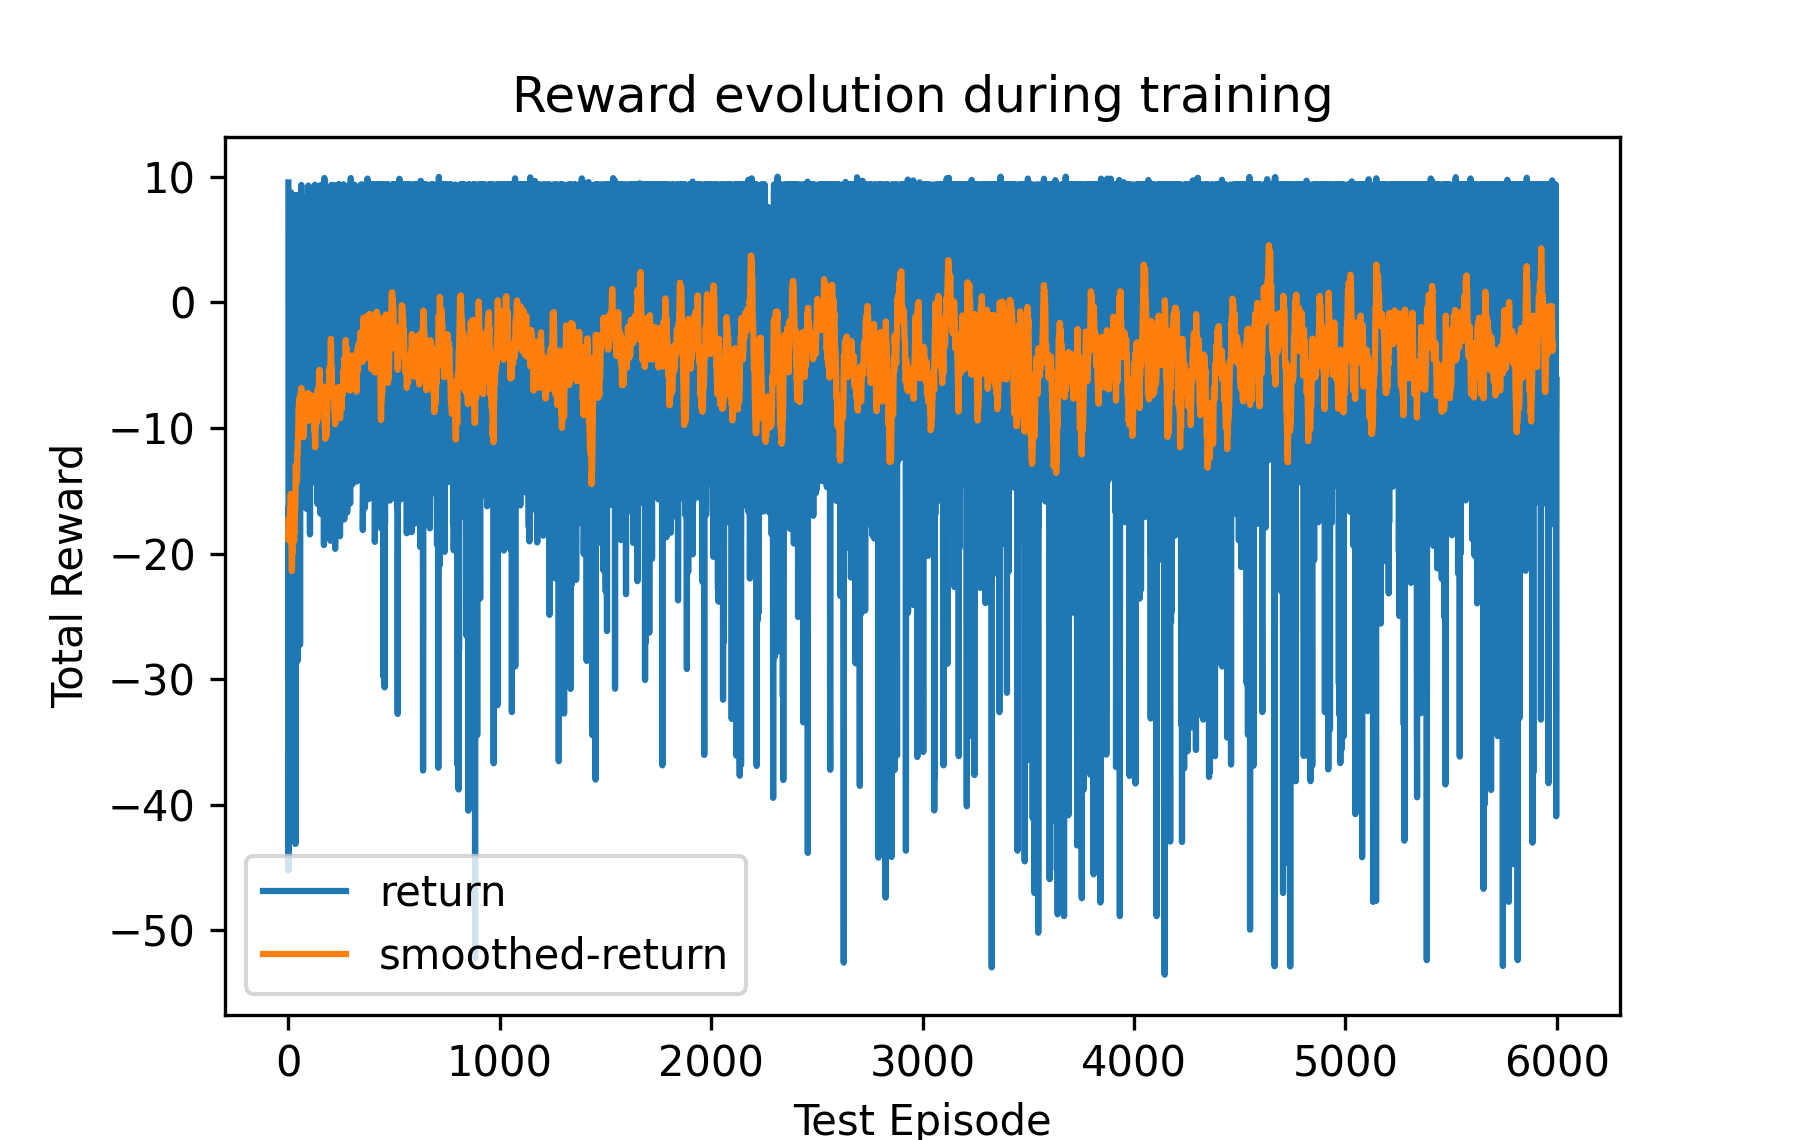 Reward evolution during training
Total Reward
10
0
−10
−20
−30
−40
−50
return
smoothed-return
0 1000 2000 3000 4000 5000 6000
Test Episode